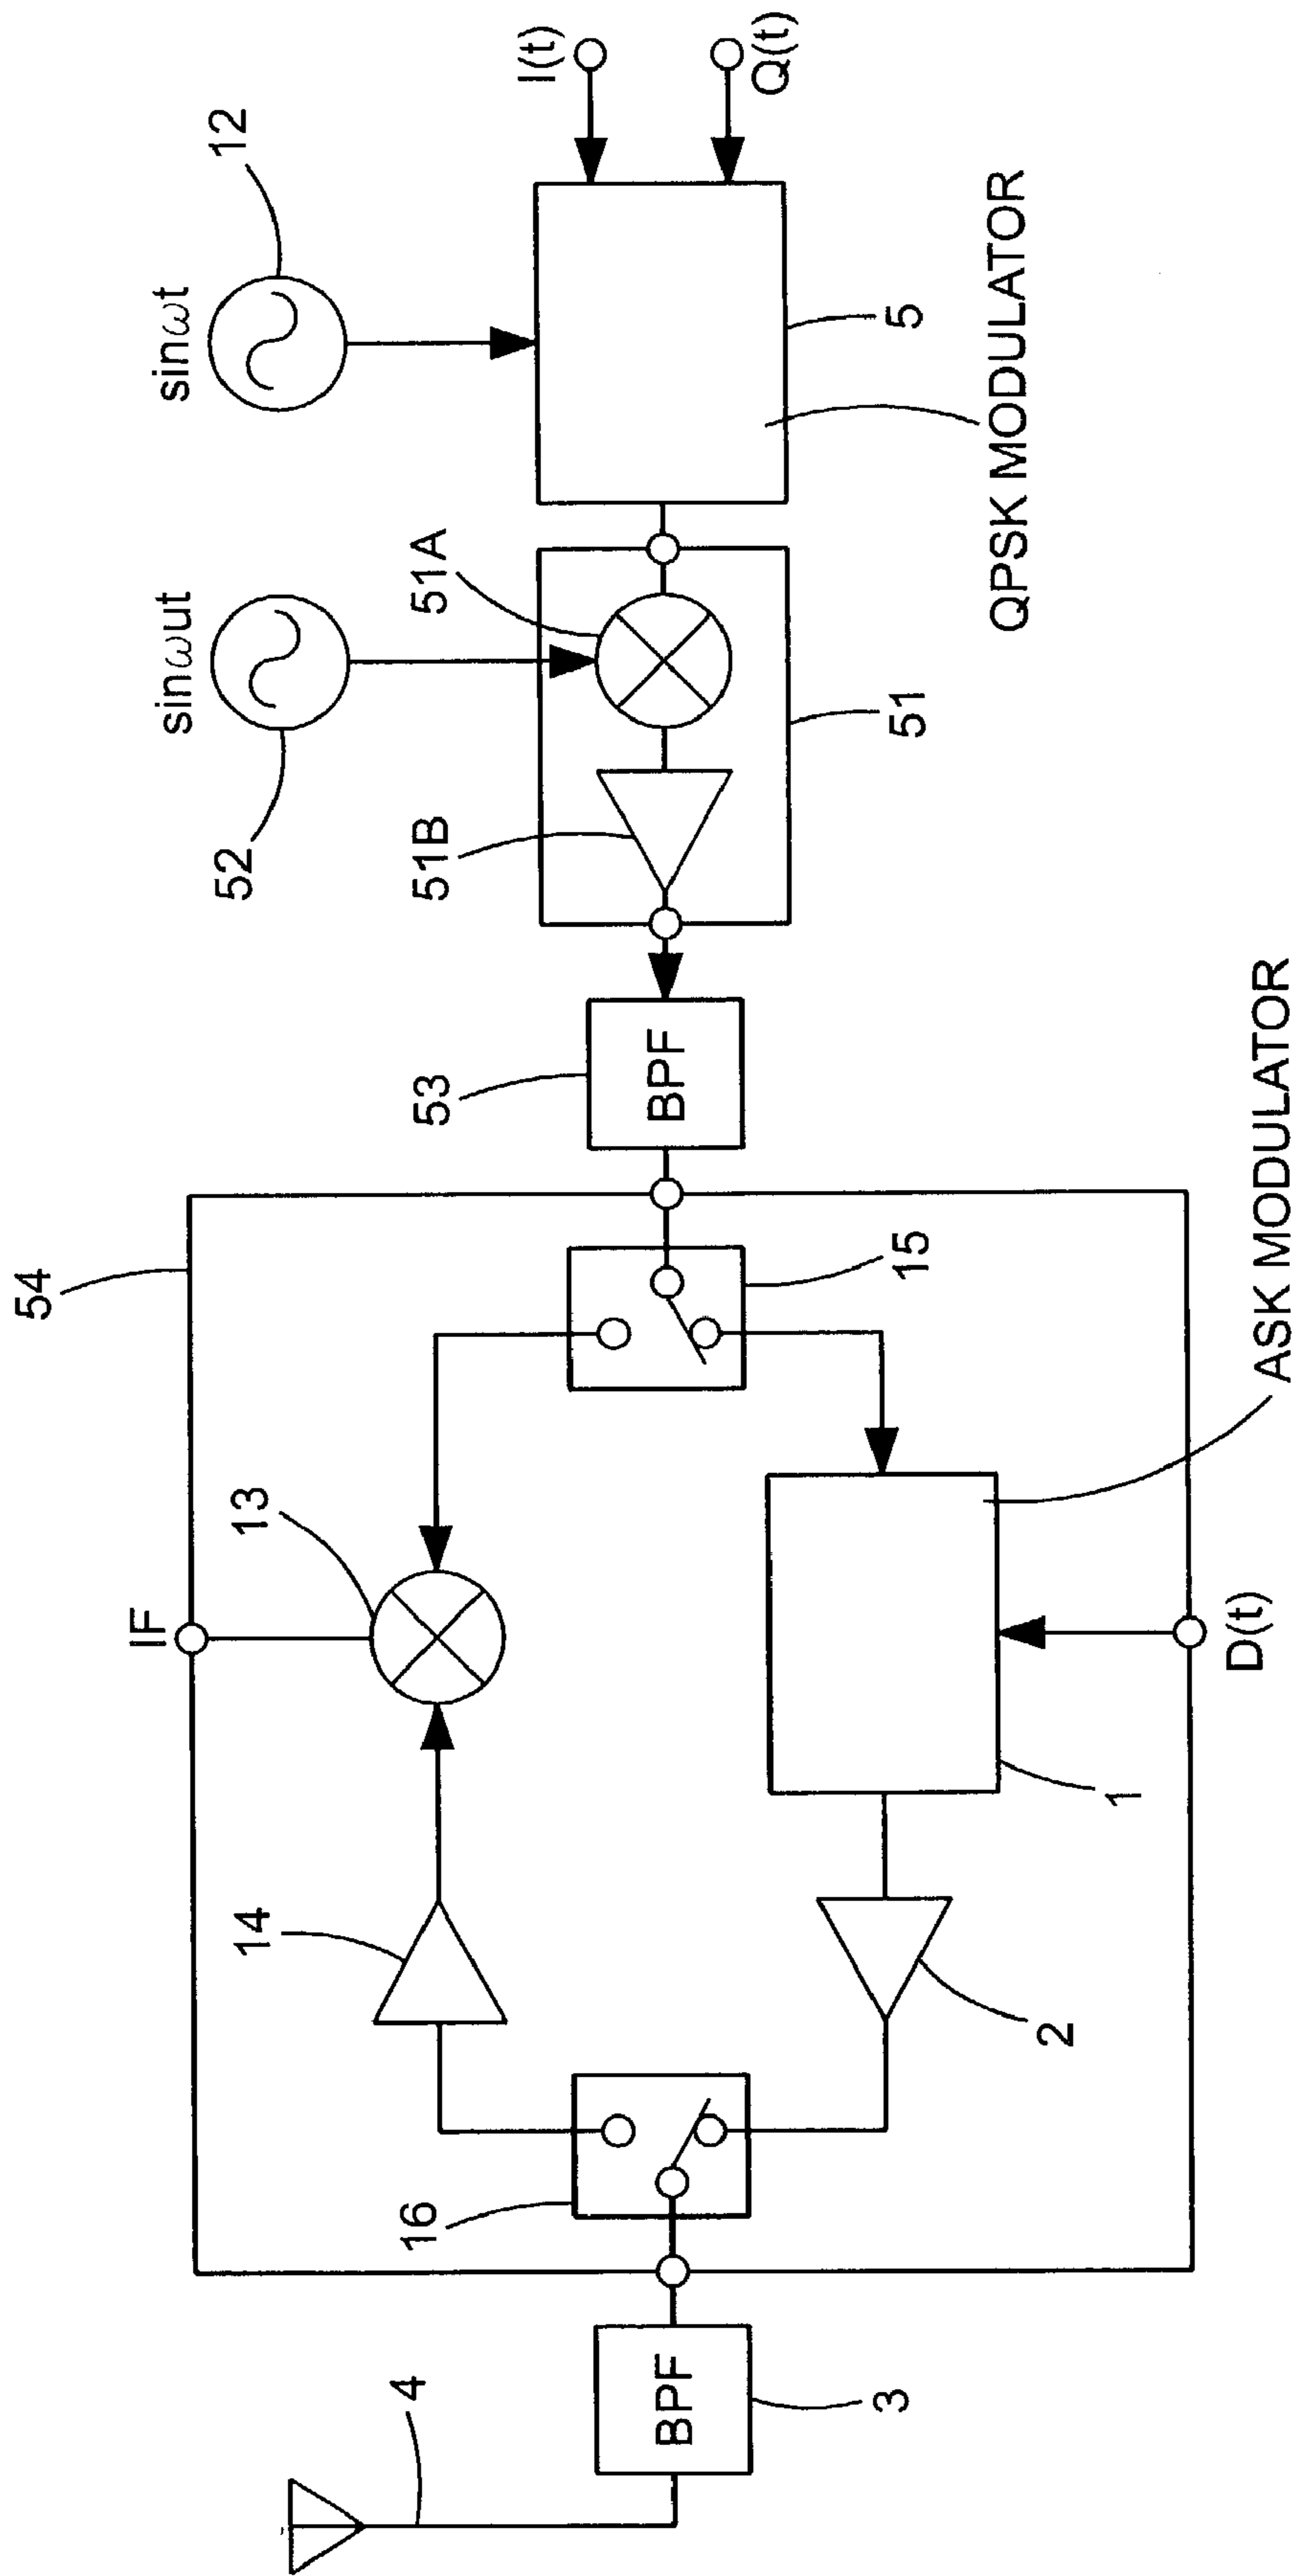 54
IF
13
14
16
15
4
BPF
3
2
1
D(t)
ASK MODULATOR
BPF
53
52
sinωut
51B
51A
51
12
sinωt
5
QPSK MODULATOR
I(t)
Q(t)